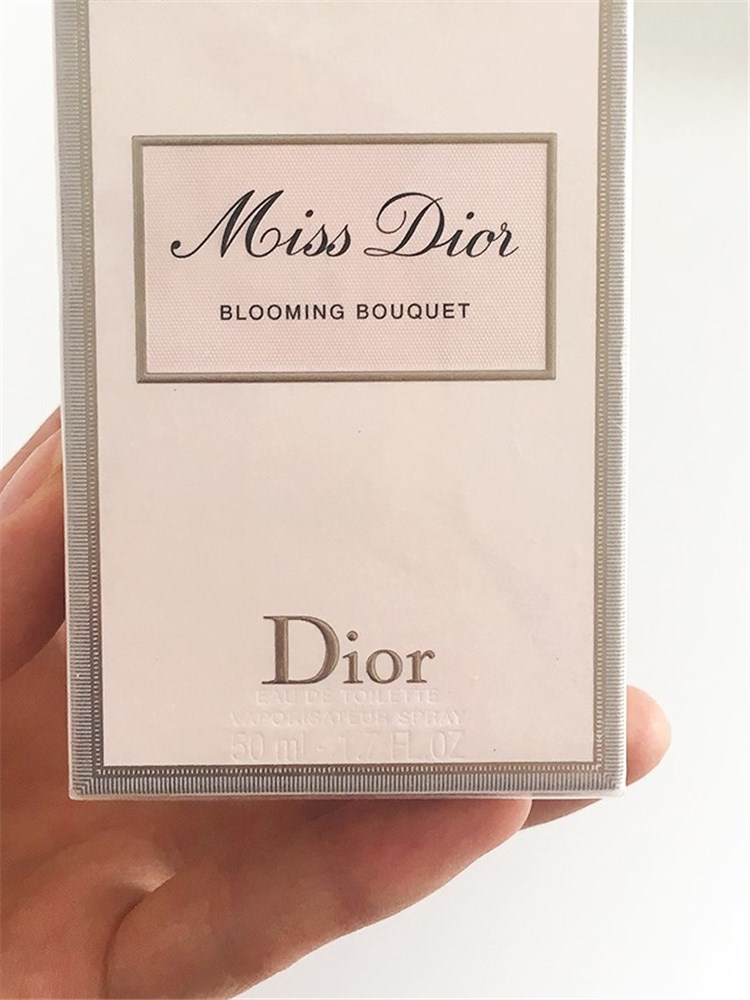 Miss Dior
BLOOMING BOUQUET
Dior
EAU DE TOILETTE
VAPORISATEUR SPRAY
50 ml - 1.7 FL.OZ